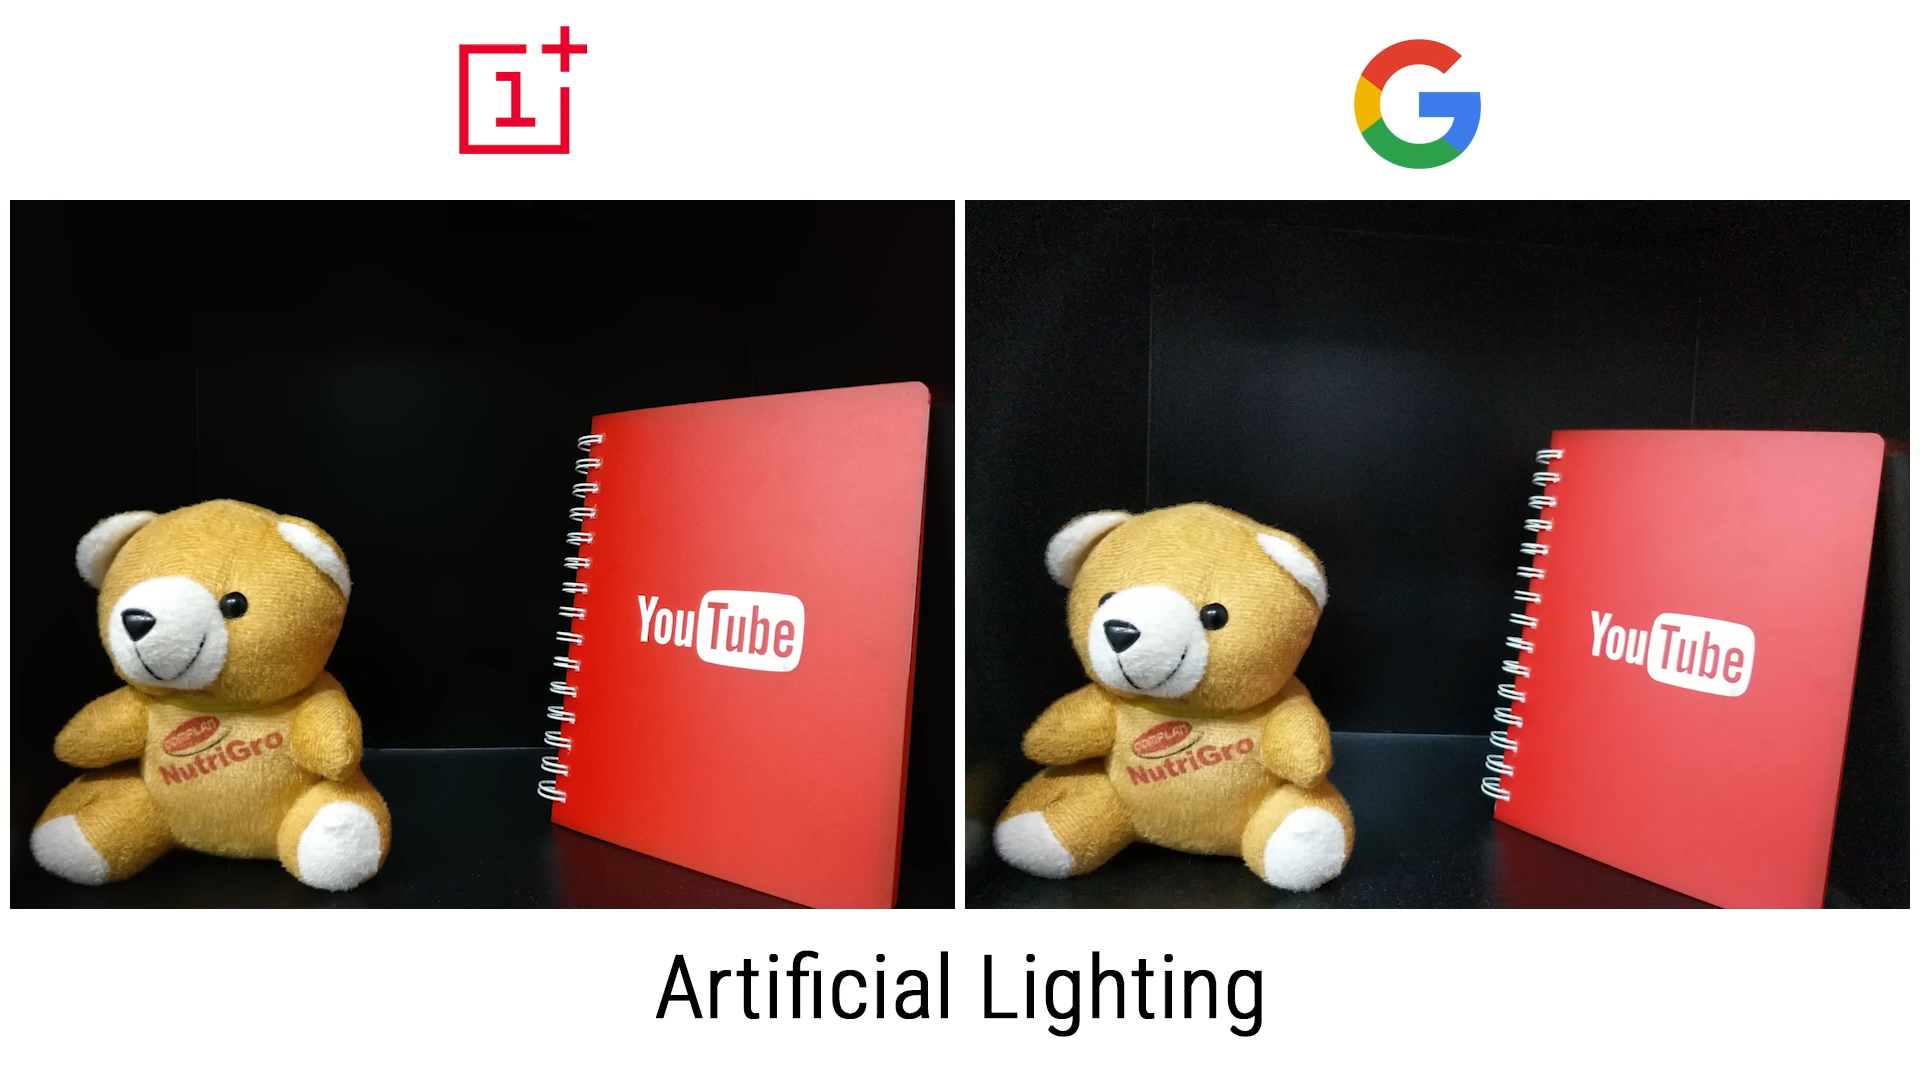 1+
G
YouTube
COMPLAN
NutriGro
YouTube
COMPLAN
NutriGro
Artificial Lighting